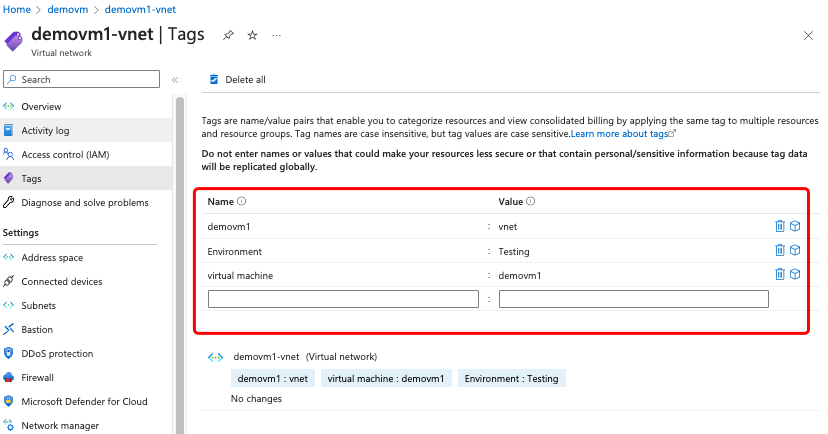 Home > demovm > demovm1-vnet
demovm1-vnet | Tags
Virtual network
Search
Delete all
Overview
Activity log
Access control (IAM)
Tags
Diagnose and solve problems
Settings
Address space
Connected devices
Subnets
Bastion
DDoS protection
Firewall
Microsoft Defender for Cloud
Network manager
Tags are name/value pairs that enable you to categorize resources and view consolidated billing by applying the same tag to multiple resources
and resource groups. Tag names are case insensitive, but tag values are case sensitive.Learn more about tags
Do not enter names or values that could make your resources less secure or that contain personal/sensitive information because tag data
will be replicated globally.
Name Value
demovm1 : vnet
Environment : Testing
virtual machine : demovm1
:
demovm1-vnet (Virtual network)
demovm1 : vnet virtual machine : demovm1 Environment : Testing
No changes